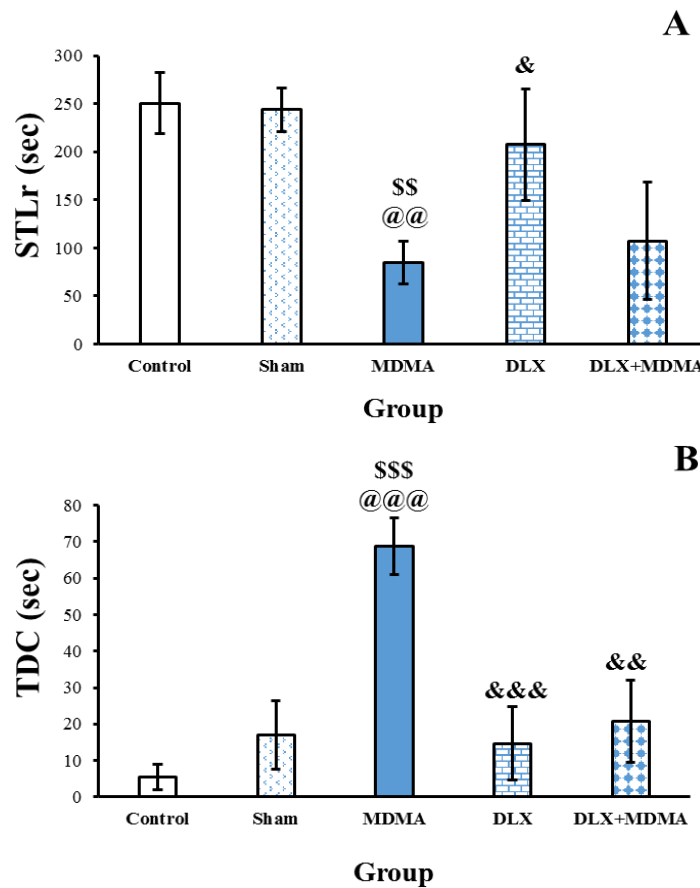 A
STLr (sec)
300
250
200
150
100
50
0
$$
@@
&
Control Sham MDMA DLX DLX+MDMA
Group
B
TDC (sec)
80
70
60
50
40
30
20
10
0
$$$
@@@
&&&
&&
Control Sham MDMA DLX DLX+MDMA
Group